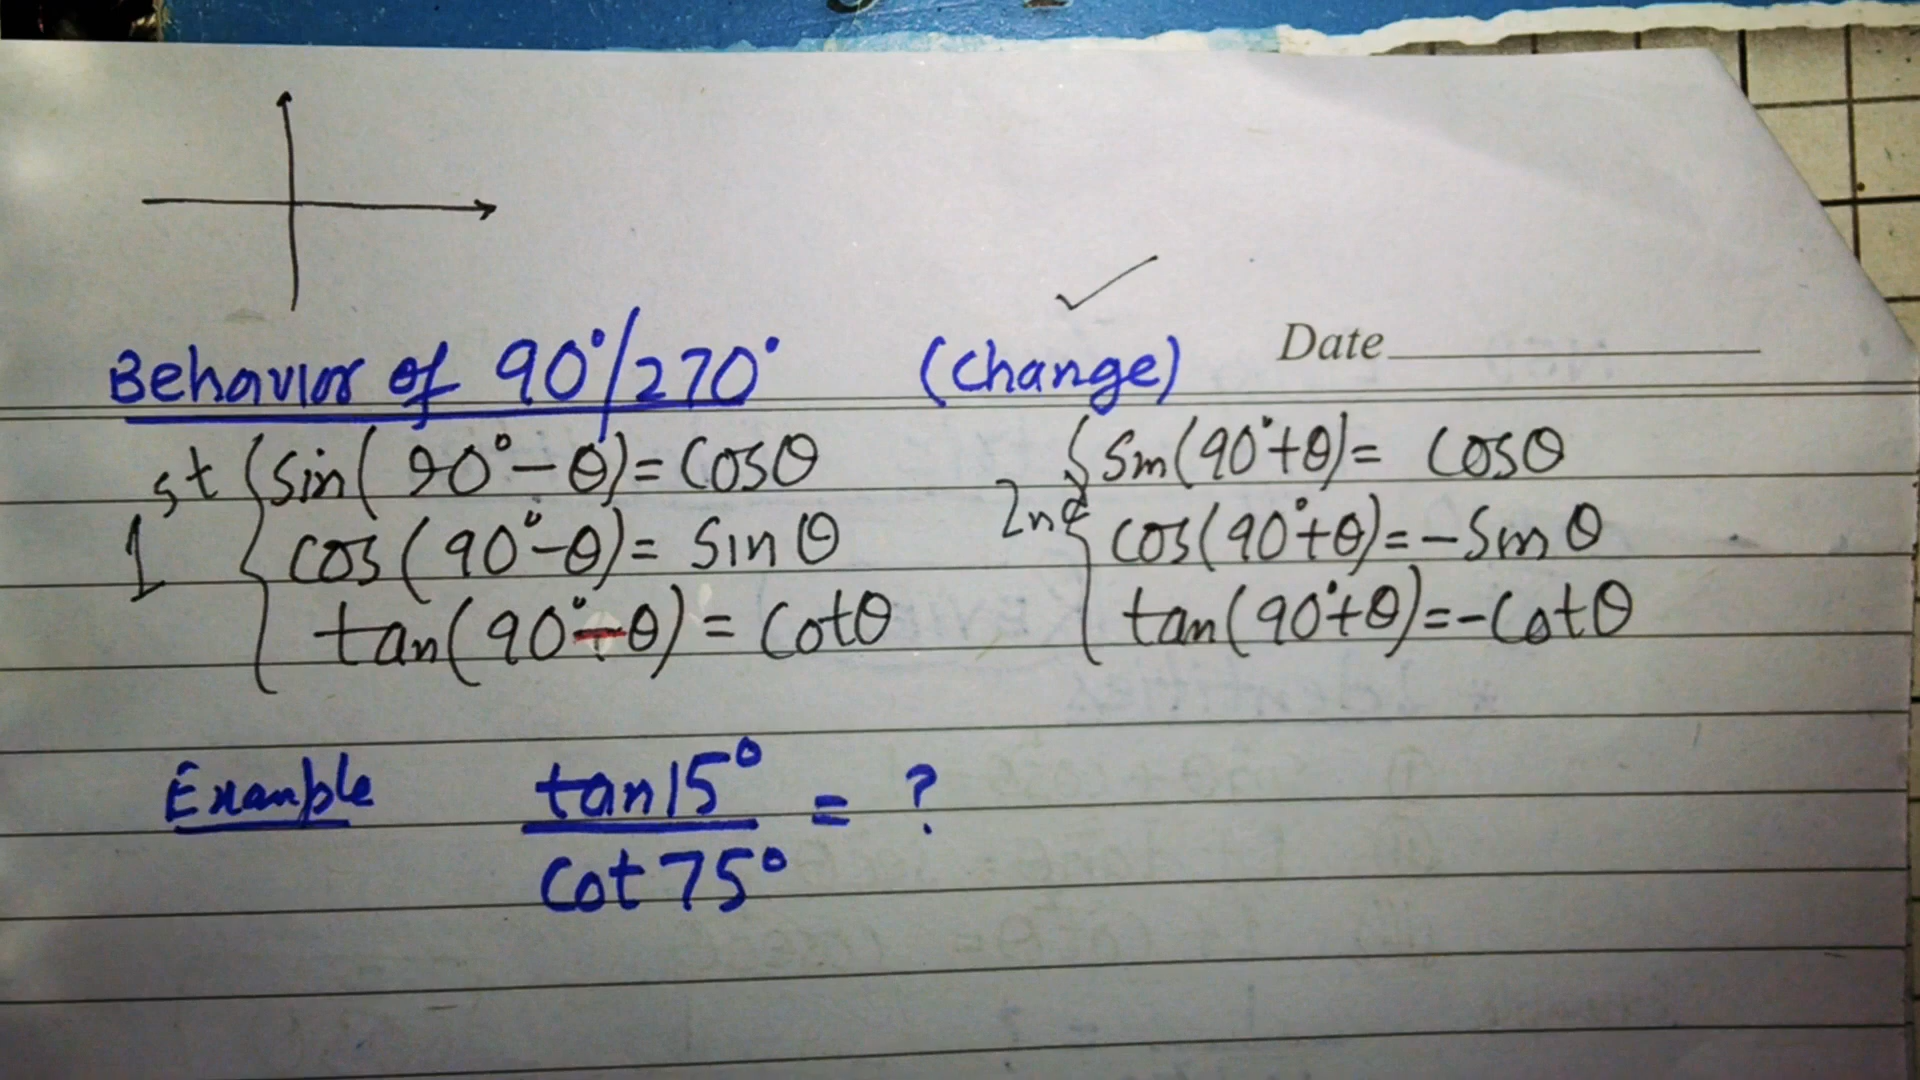 Behavior of 90°/270° (change)
Date
1st { sin(90°-θ)= cosθ
cos(90°-θ)= sinθ
tan(90°-θ)= cotθ
2nd { sin(90°+θ)= cosθ
cos(90°+θ)=-sinθ
tan(90°+θ)=-cotθ
Example tan15° / cot75° = ?